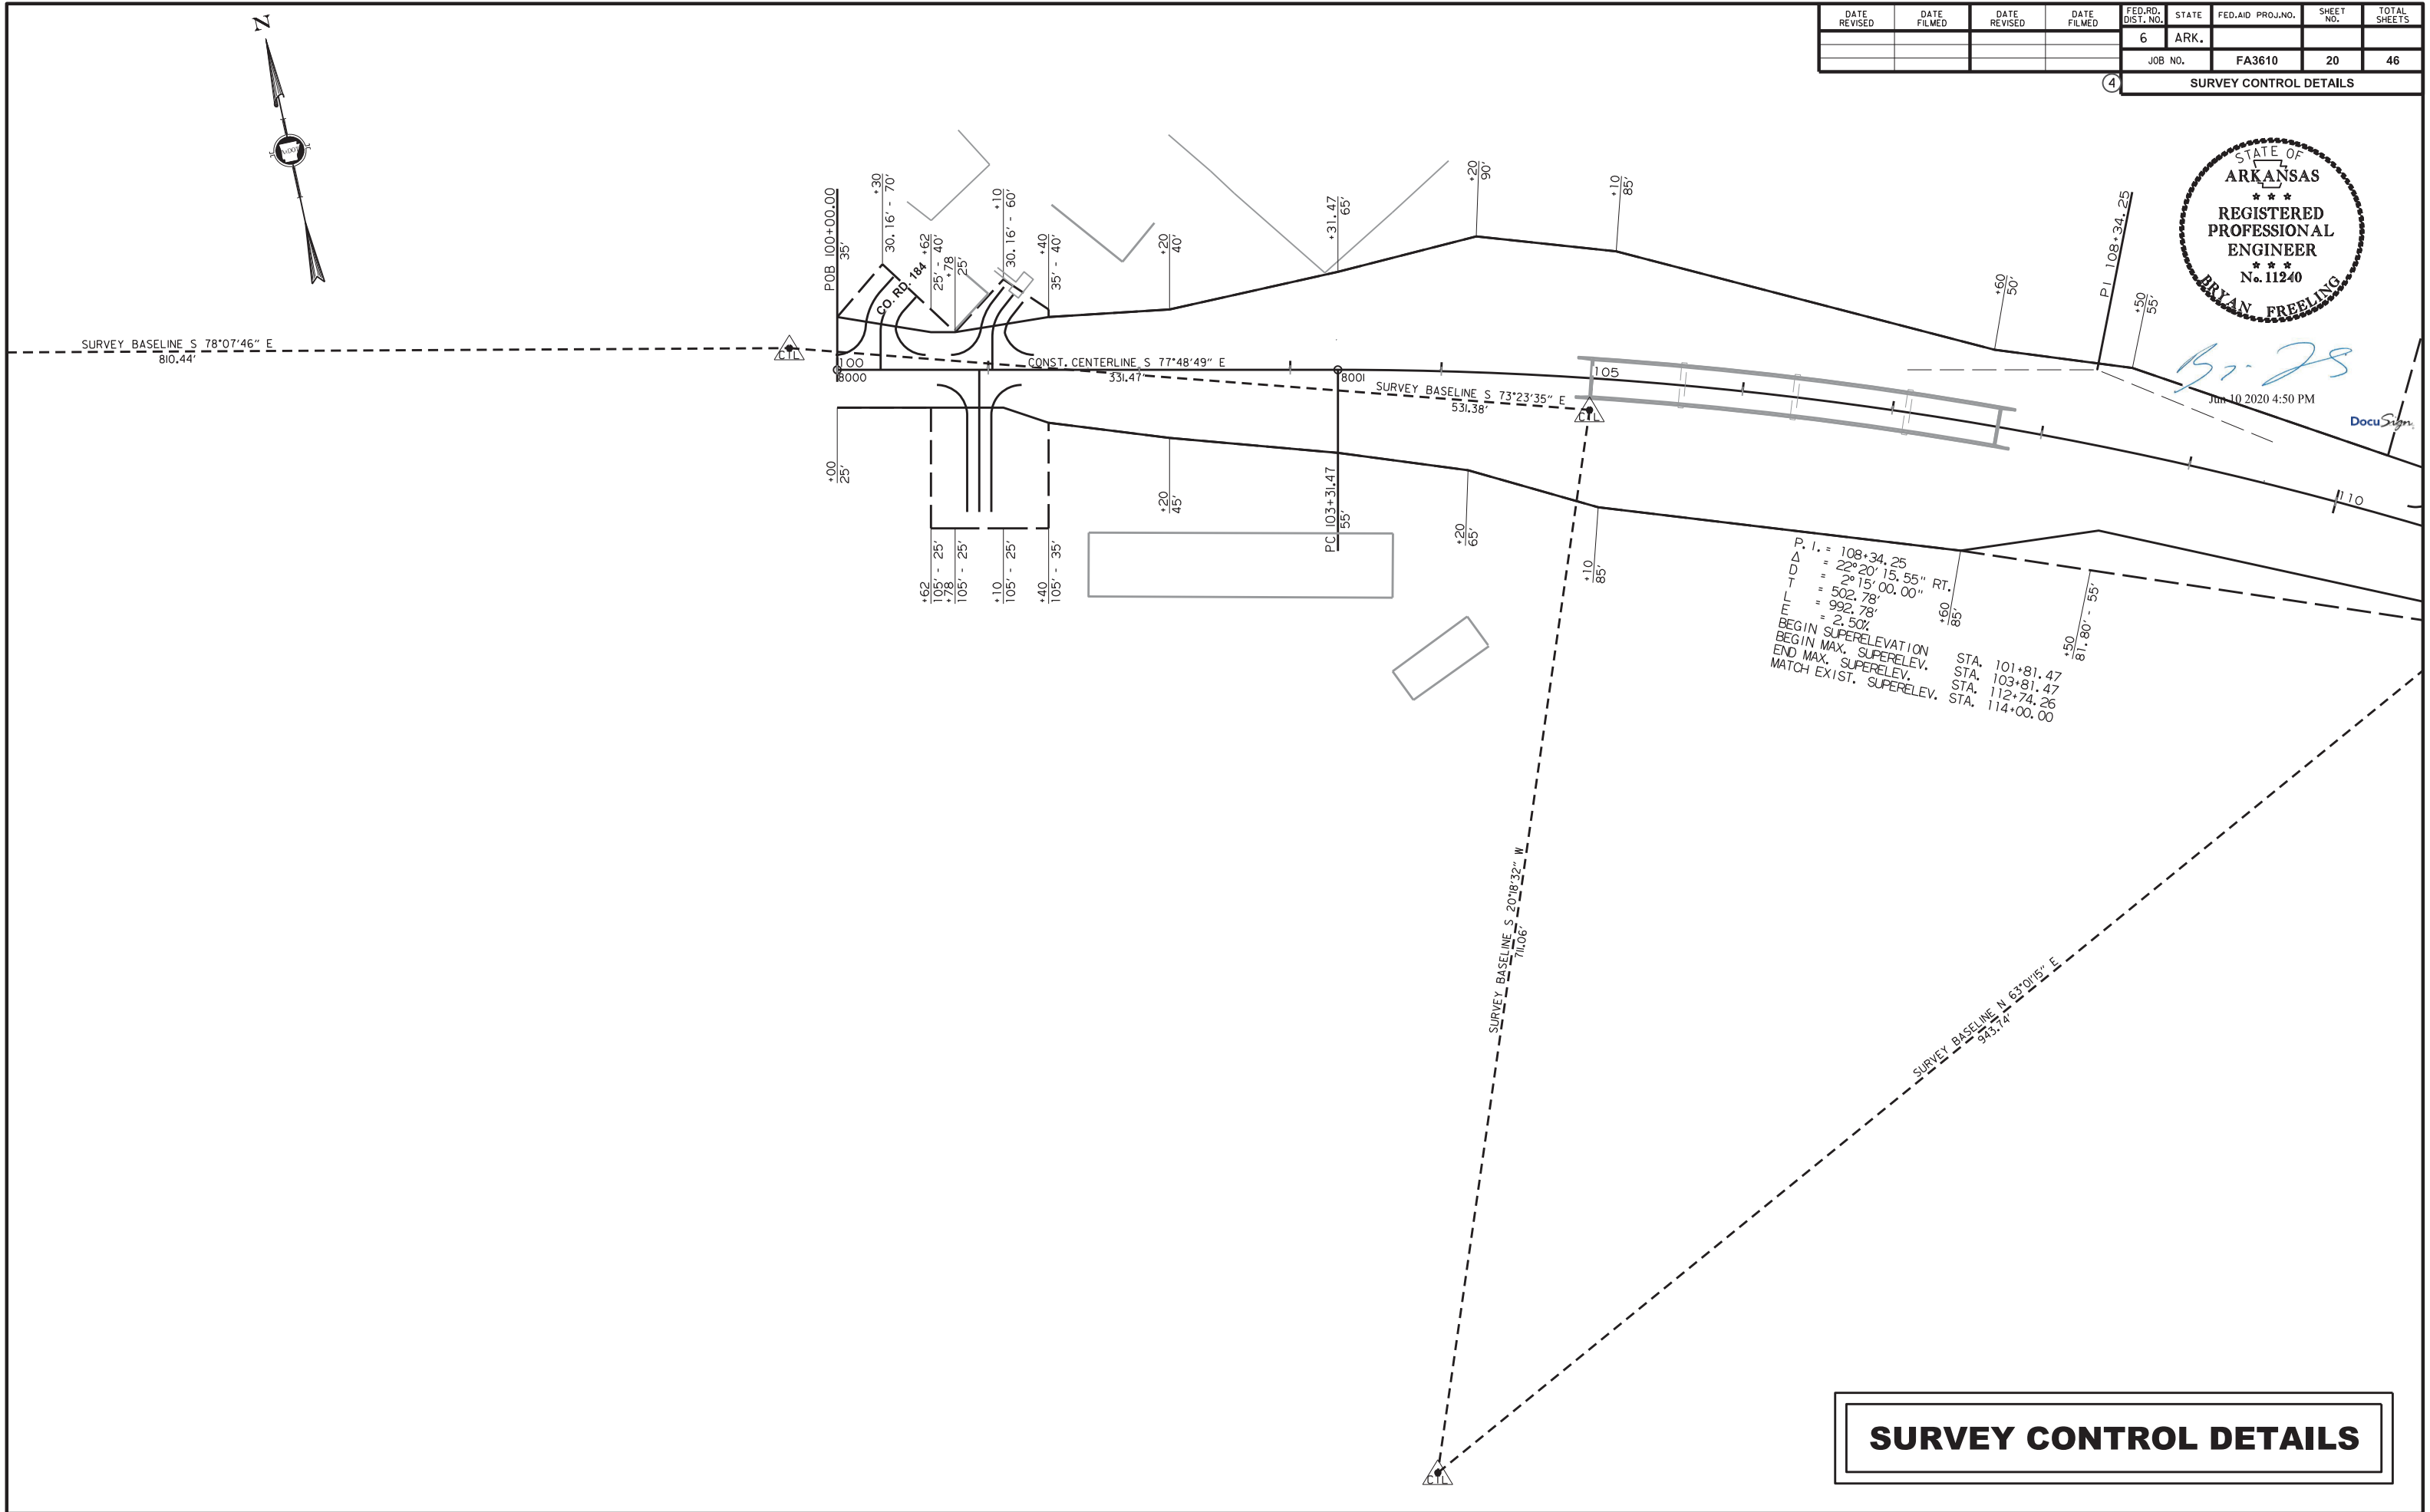 DATE REVISED
DATE FILMED
DATE REVISED
DATE FILMED
FED.RD. DIST. NO.
STATE
FED.AID PROJ.NO.
SHEET NO.
TOTAL SHEETS
6
ARK.
JOB NO.
FA3610
20
46
4
SURVEY CONTROL DETAILS
N
STATE OF
ARKANSAS
★ ★ ★
REGISTERED
PROFESSIONAL
ENGINEER
★ ★ ★
No. 11240
BRYAN FREELING
Jun 10 2020 4:50 PM
DocuSign
POB 100+00.00
35'
+30
30.16' - 70'
+62
25' - 40'
+78
25'
+10
30.16' - 60'
+40
35' - 40'
+20
40'
+31.47
65'
+20
90'
+10
85'
+60
50'
PI 108+34.25
+50
55'
CO. RD. 184
SURVEY BASELINE S 78°07'46" E
810.44'
CTL
100
8000
CONST. CENTERLINE S 77°48'49" E
331.47'
8001
SURVEY BASELINE S 73°23'35" E
531.38'
CTL
105
110
+00
25'
+62
105' - 25'
+78
105' - 25'
+10
105' - 25'
+40
105' - 35'
+20
45'
PC 103+31.47
55'
+20
65'
+10
85'
+60
85'
+50
81.80' - 55'
P.I. = 108+34.25
Δ = 22°20'15.55" RT.
D = 2°15'00.00"
T = 502.78'
L = 992.78'
E = 2.50%
BEGIN SUPERELEVATION STA. 101+81.47
BEGIN MAX. SUPERELEV. STA. 103+81.47
END MAX. SUPERELEV. STA. 112+74.26
MATCH EXIST. SUPERELEV. STA. 114+00.00
SURVEY BASELINE S 20°18'32" W
711.06'
SURVEY BASELINE N 63°01'15" E
943.74'
CTL
SURVEY CONTROL DETAILS